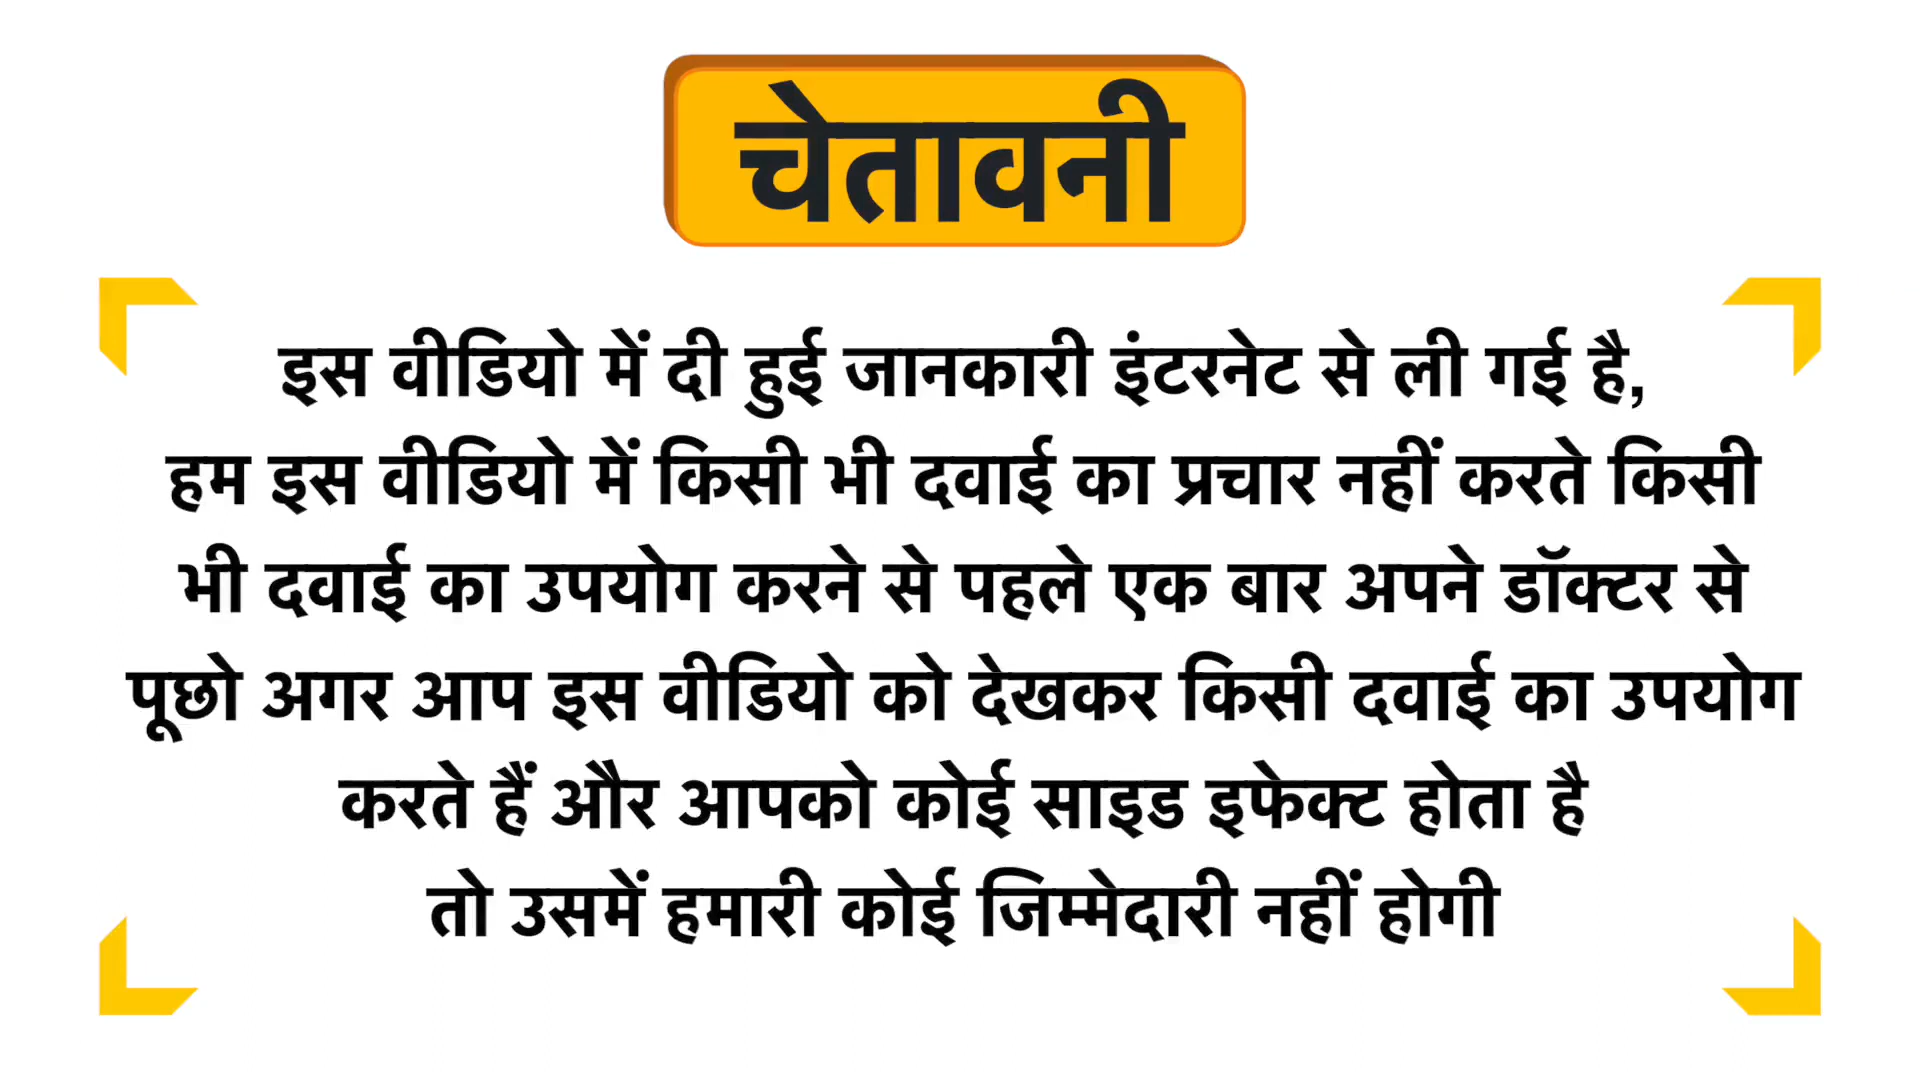 चेतावनी
इस वीडियो में दी हुई जानकारी इंटरनेट से ली गई है,
हम इस वीडियो में किसी भी दवाई का प्रचार नहीं करते किसी
भी दवाई का उपयोग करने से पहले एक बार अपने डॉक्टर से
पूछो अगर आप इस वीडियो को देखकर किसी दवाई का उपयोग
करते हैं और आपको कोई साइड इफेक्ट होता है
तो उसमें हमारी कोई जिम्मेदारी नहीं होगी